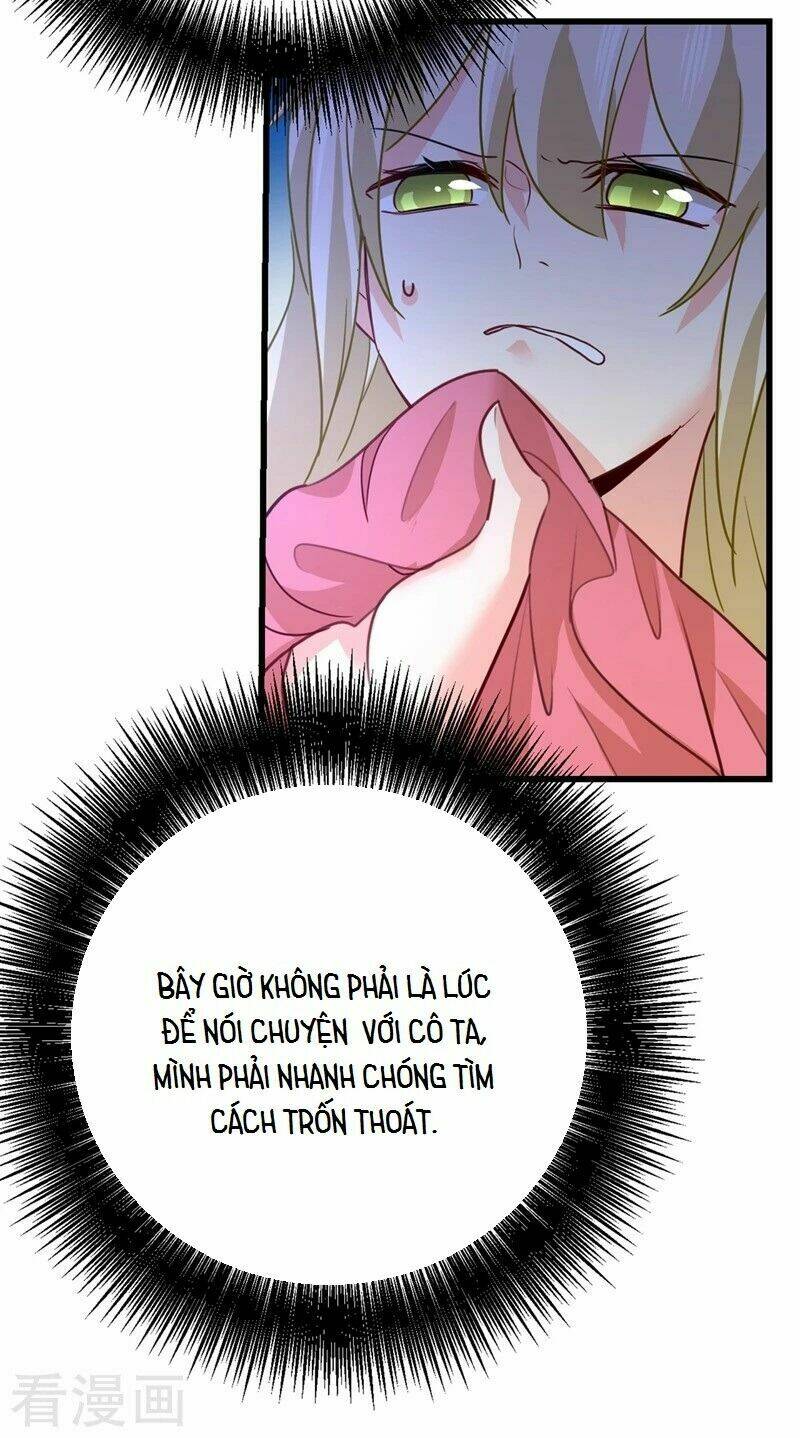 BÂY GIỜ KHÔNG PHẢI LÀ LÚC
ĐỂ NÓI CHUYỆN VỚI CÔ TA,
MÌNH PHẢI NHANH CHÓNG TÌM
CÁCH TRỐN THOÁT.
看漫画